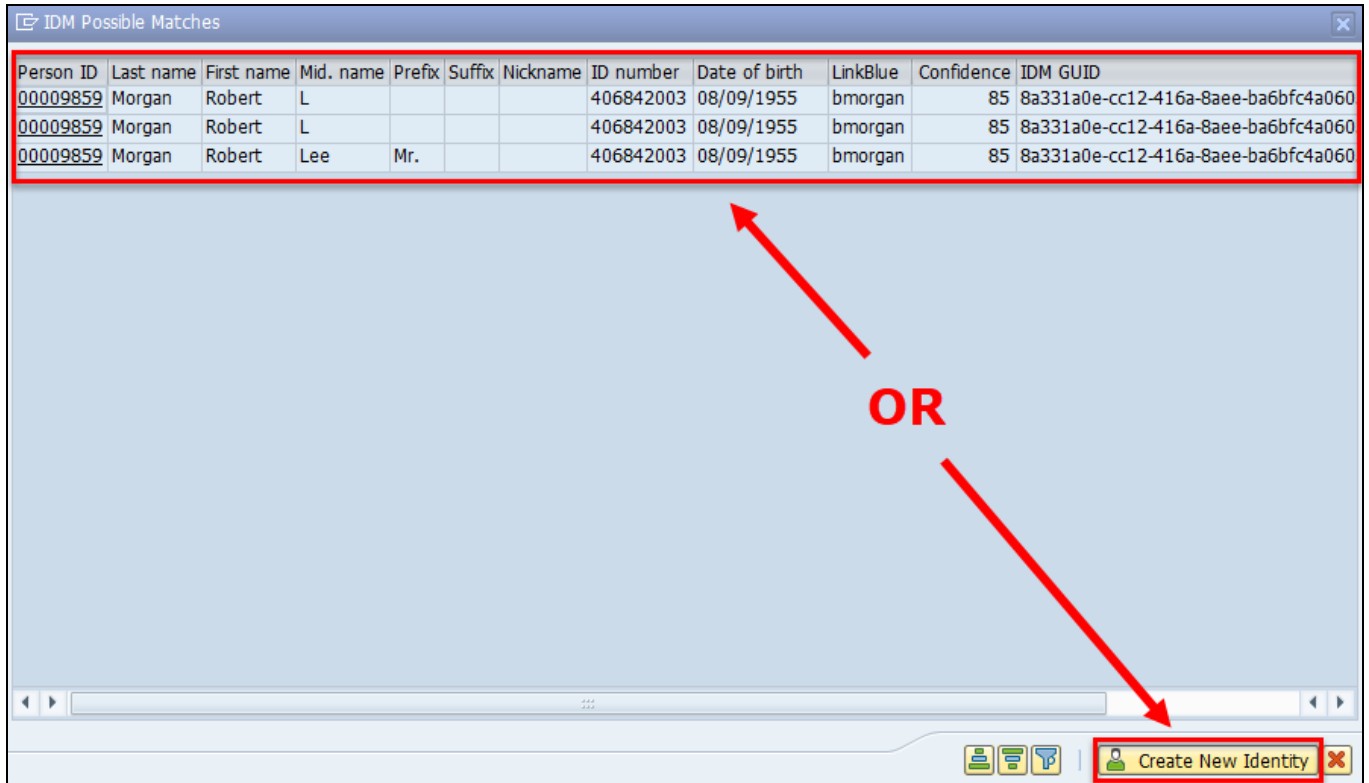 IDM Possible Matches
Person ID Last name First name Mid. name Prefix Suffix Nickname ID number Date of birth LinkBlue Confidence IDM GUID
00009859 Morgan Robert L 406842003 08/09/1955 bmorgan 85 8a331a0e-cc12-416a-8aee-ba6bfc4a060
00009859 Morgan Robert L 406842003 08/09/1955 bmorgan 85 8a331a0e-cc12-416a-8aee-ba6bfc4a060
00009859 Morgan Robert Lee Mr. 406842003 08/09/1955 bmorgan 85 8a331a0e-cc12-416a-8aee-ba6bfc4a060
OR
Create New Identity